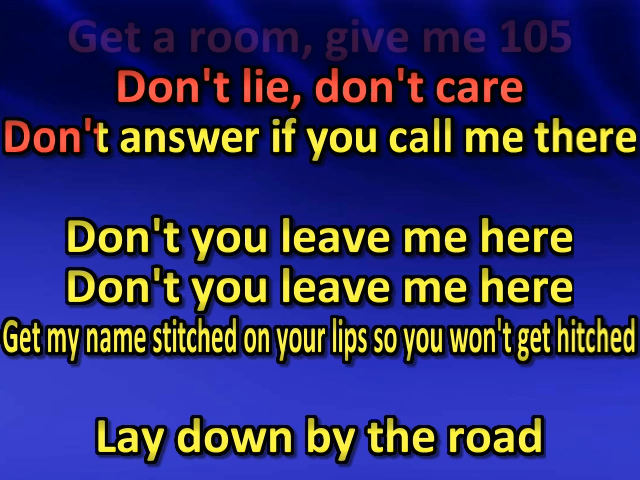 Get a room, give me 105
Don't lie, don't care
Don't answer if you call me there
Don't you leave me here
Don't you leave me here
Get my name stitched on your lips so you won't get hitched
Lay down by the road